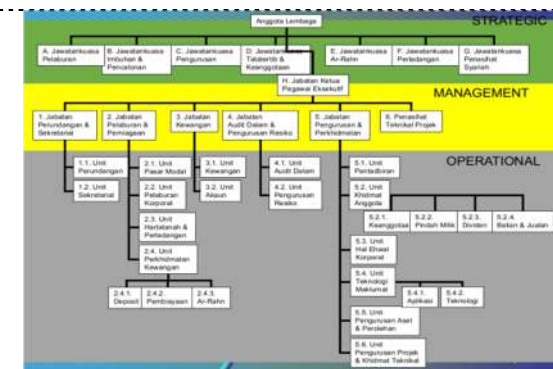 STRATEGIC
Anggota Lembaga
A. Jawatankuasa
Pelaburan
B. Jawatankuasa
Imbuhan &
Pencalonan
C. Jawatankuasa
Pengurusan
D. Jawatankuasa
Tatatertib &
Keanggotaan
E. Jawatankuasa
Ar-Rahn
F. Jawatankuasa
Perladangan
G. Jawatankuasa
Penasihat
Syariah
H. Jabatan Ketua
Pegawai Eksekutif
MANAGEMENT
1. Jabatan
Perundangan &
Sekretariat
2. Jabatan
Pelaburan &
Perniagaan
3. Jabatan
Kewangan
4. Jabatan
Audit Dalam &
Pengurusan Resiko
5. Jabatan
Pengurusan &
Perkhidmatan
6. Penasihat
Teknikal Projek
OPERATIONAL
1.1. Unit
Perundangan
1.2. Unit
Sekretariat
2.1. Unit
Pasar Modal
2.2. Unit
Pelaburan
Korporat
2.3. Unit
Hartatanah &
Perladangan
2.4. Unit
Perkhidmatan
Kewangan
2.4.1.
Deposit
2.4.2.
Pembiayaan
2.4.3.
Ar-Rahn
3.1. Unit
Kewangan
3.2. Unit
Akaun
4.1. Unit
Audit Dalam
4.2. Unit
Pengurusan
Resiko
5.1. Unit
Pentadbiran
5.2. Unit
Khidmat
Anggota
5.2.1.
Keanggotaan
5.2.2.
Pindah Milik
5.2.3.
Dividen
5.2.4.
Belian & Jualan
5.3. Unit
Hal Ehwal
Korporat
5.4. Unit
Teknologi
Maklumat
5.4.1.
Aplikasi
5.4.2.
Teknologi
5.5. Unit
Pengurusan Aset
& Perolehan
5.6. Unit
Pengurusan Projek
& Khidmat Teknikal